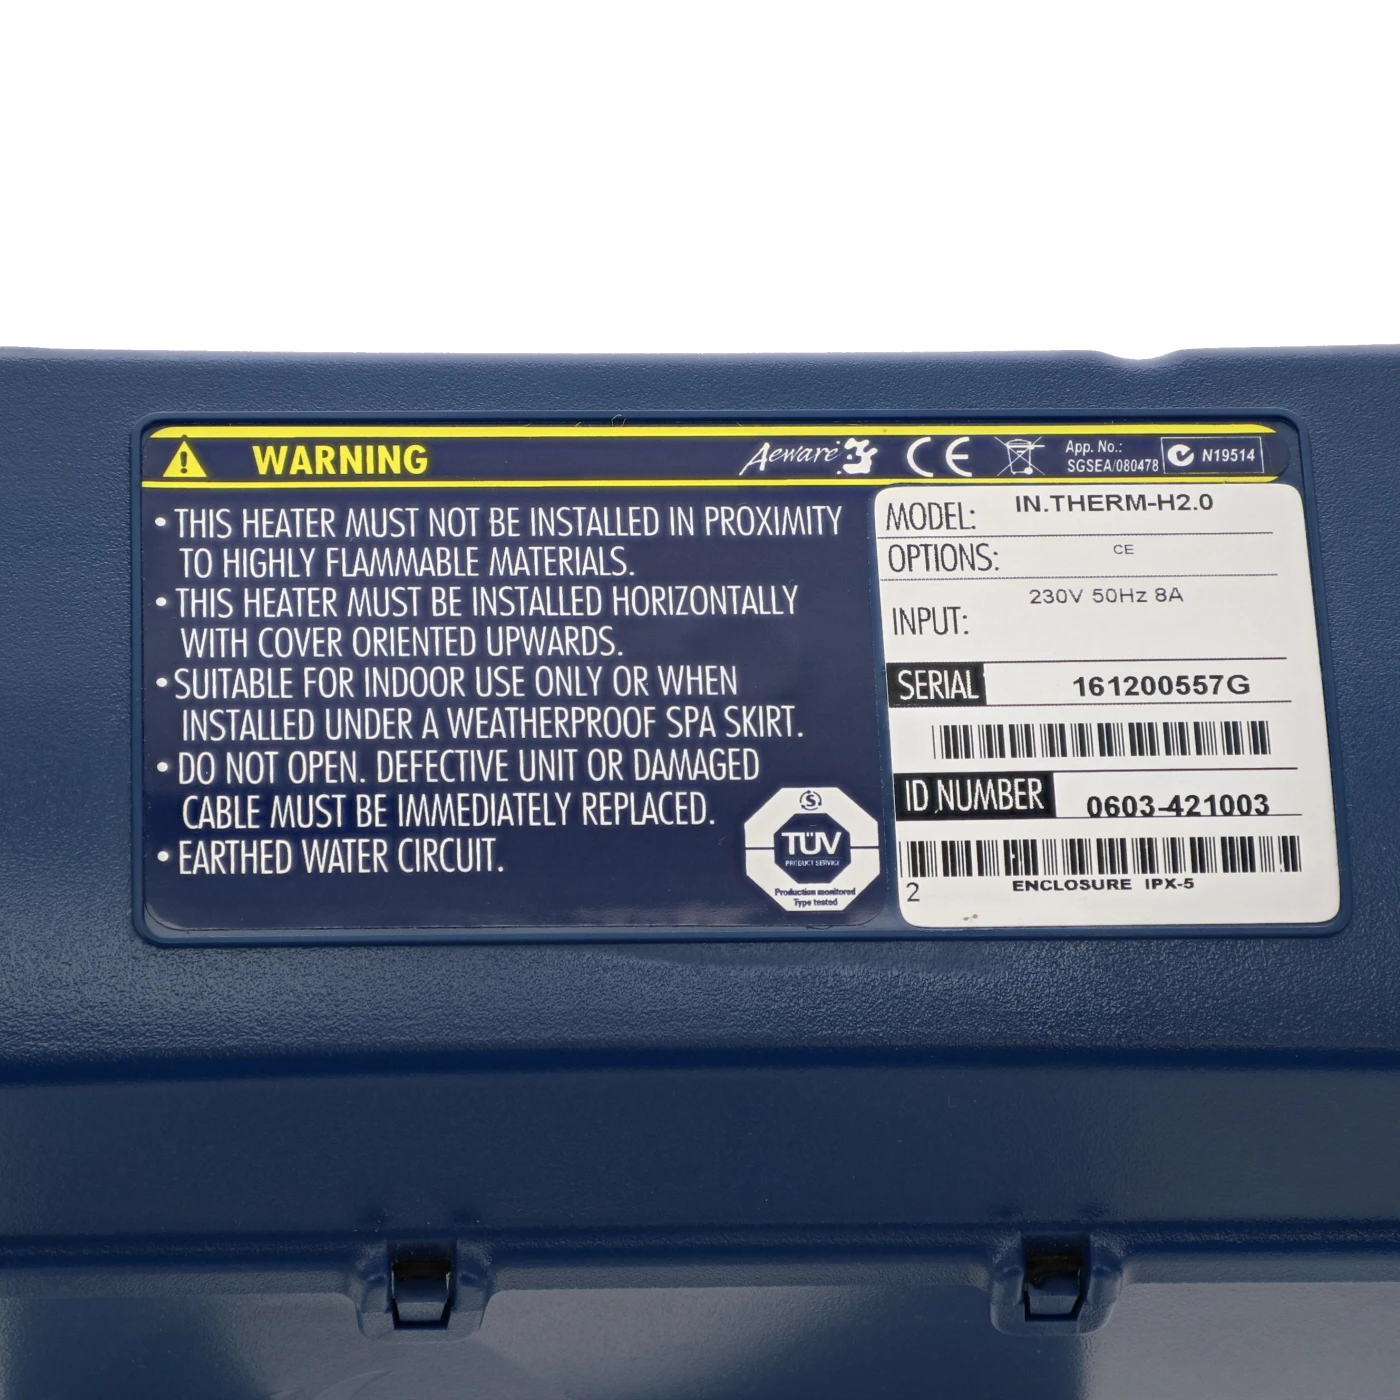 WARNING
Aeware
CE
App. No.:
SGSEA/080478
N19514
• THIS HEATER MUST NOT BE INSTALLED IN PROXIMITY
TO HIGHLY FLAMMABLE MATERIALS.
• THIS HEATER MUST BE INSTALLED HORIZONTALLY
WITH COVER ORIENTED UPWARDS.
• SUITABLE FOR INDOOR USE ONLY OR WHEN
INSTALLED UNDER A WEATHERPROOF SPA SKIRT.
• DO NOT OPEN. DEFECTIVE UNIT OR DAMAGED
CABLE MUST BE IMMEDIATELY REPLACED.
• EARTHED WATER CIRCUIT.
S
TÜV
PRODUCT SERVICE
Production monitored
Type tested
MODEL: IN.THERM-H2.0
OPTIONS: CE
INPUT: 230V 50Hz 8A
SERIAL 161200557G
ID NUMBER 0603-421003
2 ENCLOSURE IPX-5